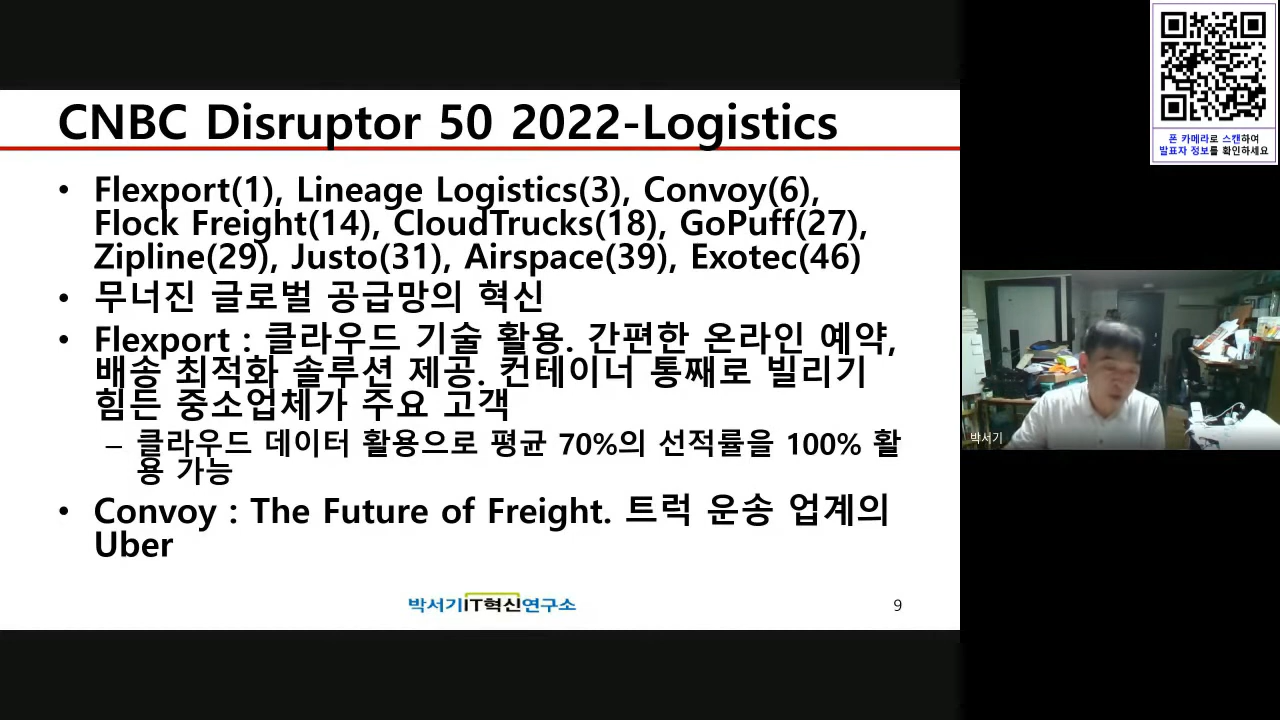 CNBC Disruptor 50 2022-Logistics
• Flexport(1), Lineage Logistics(3), Convoy(6),
Flock Freight(14), CloudTrucks(18), GoPuff(27),
Zipline(29), Justo(31), Airspace(39), Exotec(46)
• 무너진 글로벌 공급망의 혁신
• Flexport : 클라우드 기술 활용. 간편한 온라인 예약,
배송 최적화 솔루션 제공. 컨테이너 통째로 빌리기
힘든 중소업체가 주요 고객
– 클라우드 데이터 활용으로 평균 70%의 선적률을 100% 활
용 가능
• Convoy : The Future of Freight. 트럭 운송 업계의
Uber
박서기IT혁신연구소
9
폰 카메라로 스캔하여
발표자 정보를 확인하세요
박서기